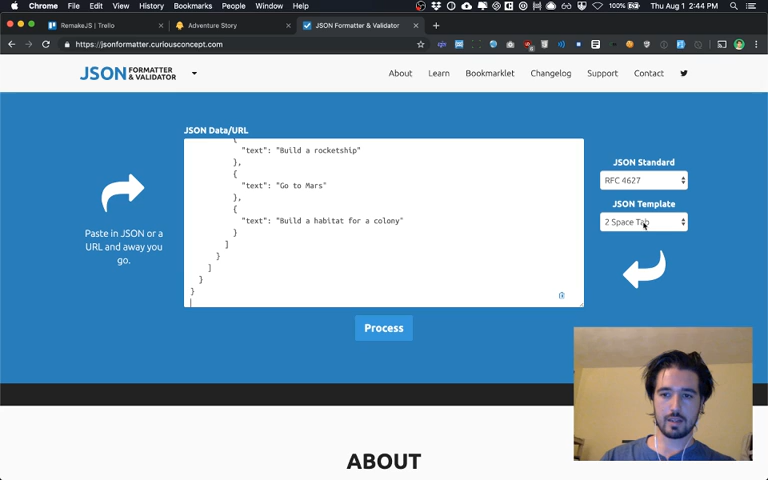 Chrome File Edit View History Bookmarks People Window Help
100% Thu Aug 1 2:44 PM
RemakeJS | Trello
Adventure Story
JSON Formatter & Validator
https://jsonformatter.curiousconcept.com
JSON FORMATTER & VALIDATOR
About Learn Bookmarklet Changelog Support Contact
JSON Data/URL
{
"text": "Build a rocketship"
},
{
"text": "Go to Mars"
},
{
"text": "Build a habitat for a colony"
}
]
}
]
}
}
Paste in JSON or a
URL and away you
go.
JSON Standard
RFC 4627
JSON Template
2 Space Tab
Process
ABOUT